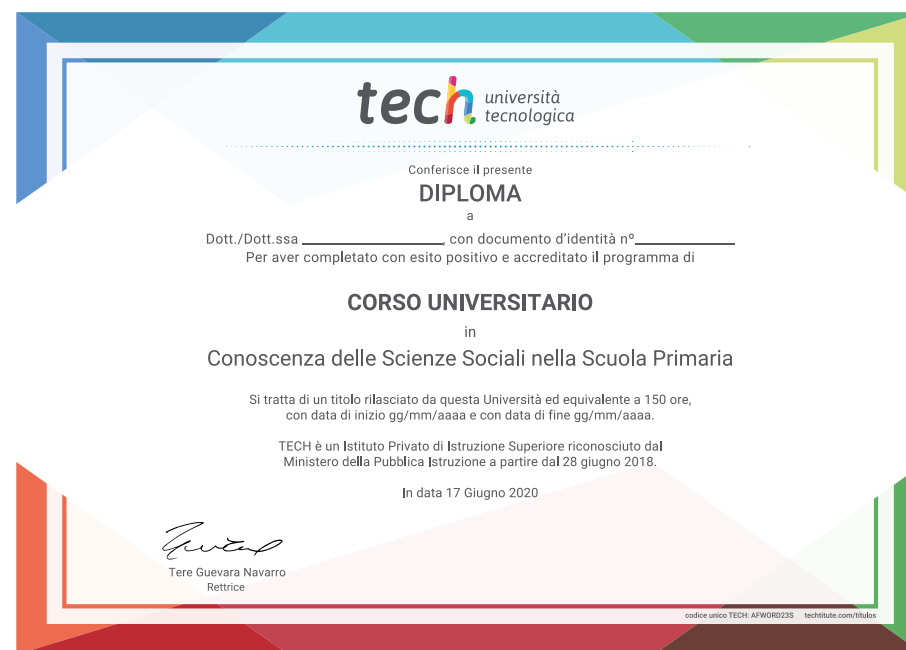 tech università
tecnologica
Conferisce il presente
DIPLOMA
a
Dott./Dott.ssa ____________________, con documento d'identità nº______________
Per aver completato con esito positivo e accreditato il programma di
CORSO UNIVERSITARIO
in
Conoscenza delle Scienze Sociali nella Scuola Primaria
Si tratta di un titolo rilasciato da questa Università ed equivalente a 150 ore,
con data di inizio gg/mm/aaaa e con data di fine gg/mm/aaaa.
TECH è un Istituto Privato di Istruzione Superiore riconosciuto dal
Ministero della Pubblica Istruzione a partire dal 28 giugno 2018.
In data 17 Giugno 2020
Tere Guevara Navarro
Rettrice
codice unico TECH: AFWORD23S techtitute.com/titulos